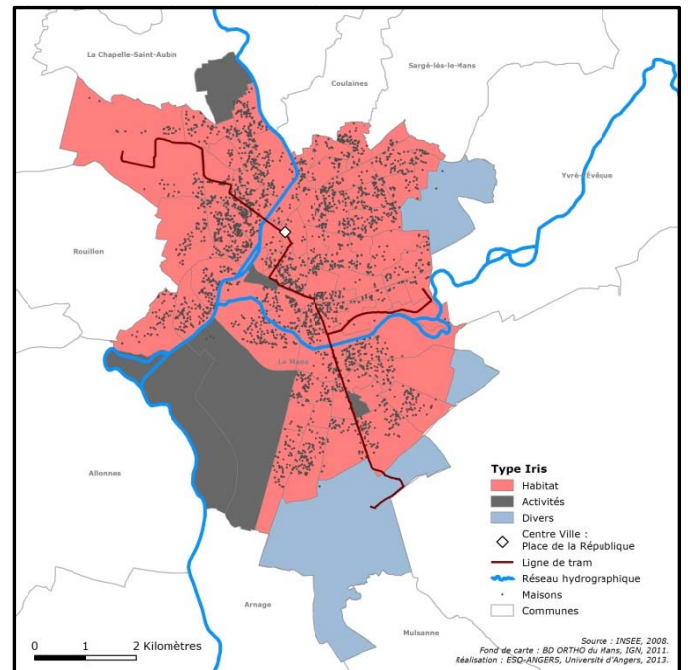 La Chapelle-Saint-Aubin
Coulaines
Sargé-lès-le-Mans
Yvré-l'Évêque
Rouillon
Le Mans
Allonnes
Arnage
Mulsanne
Type Iris
Habitat
Activités
Divers
Centre Ville :
Place de la République
Ligne de tram
Réseau hydrographique
Maisons
Communes
0 1 2 Kilomètres
Source : INSEE, 2008.
Fond de carte : BD ORTHO du Mans, IGN, 2011.
Réalisation : ESO-ANGERS, Université d'Angers, 2013.